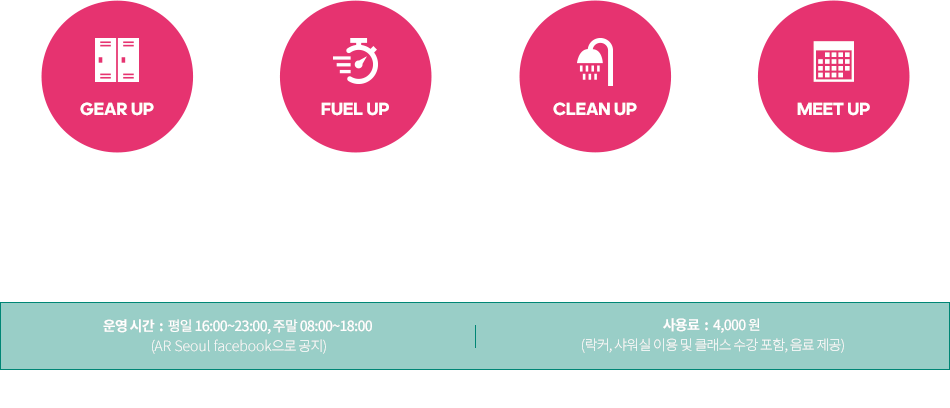 GEAR UP
FUEL UP
CLEAN UP
MEET UP
운영 시간 : 평일 16:00~23:00, 주말 08:00~18:00
(AR Seoul facebook으로 공지)
사용료 : 4,000 원
(락커, 샤워실 이용 및 클래스 수강 포함, 음료 제공)